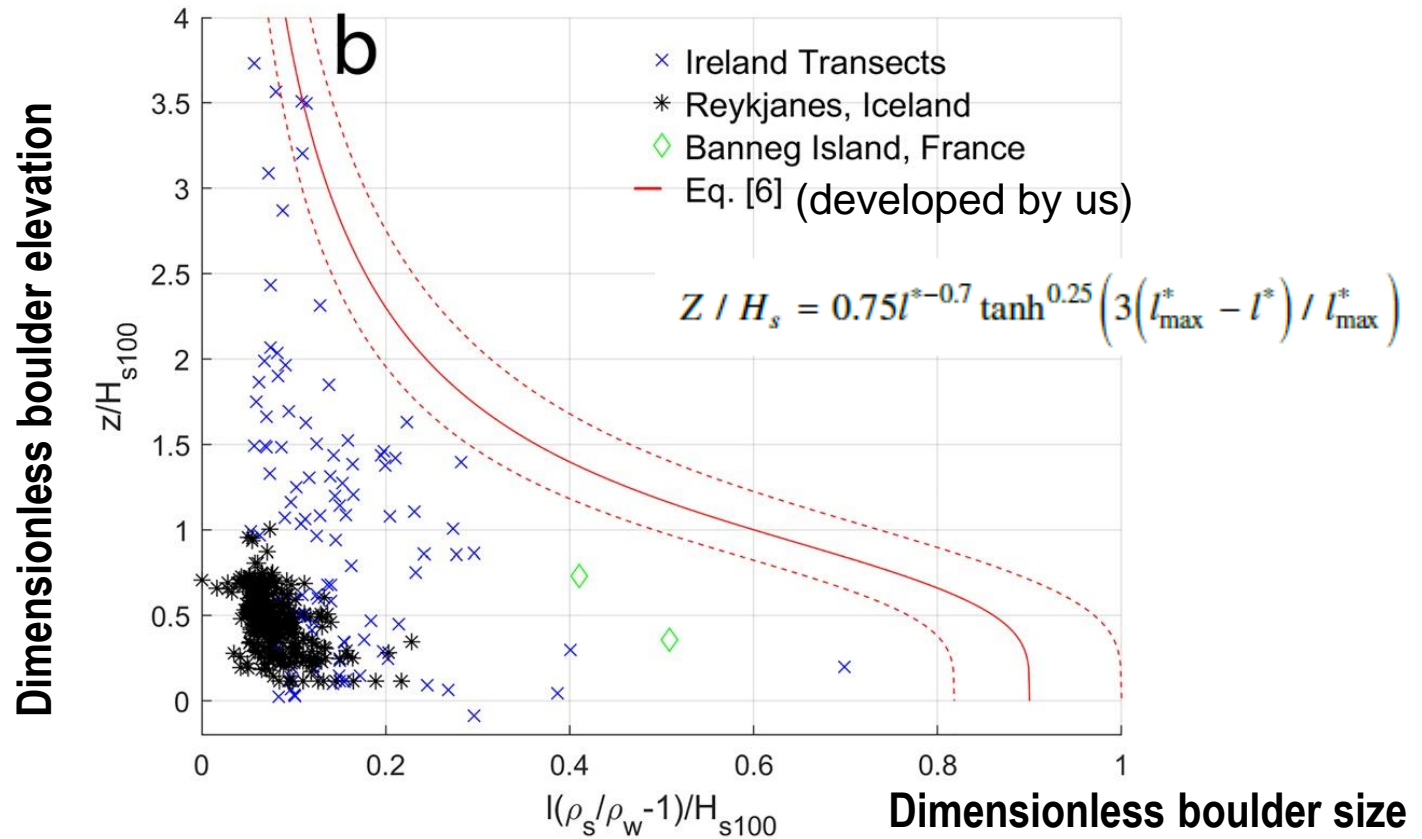 b
Ireland Transects
Reykjanes, Iceland
Banneg Island, France
Eq. [6] (developed by us)
Z / H_s = 0.75l*^−0.7 tanh^0.25 (3(l*_max − l*) / l*_max)
Dimensionless boulder elevation
z/H_s100
4
3.5
3
2.5
2
1.5
1
0.5
0
0 0.2 0.4 0.6 0.8 1
l(ρ_s/ρ_w-1)/H_s100
Dimensionless boulder size